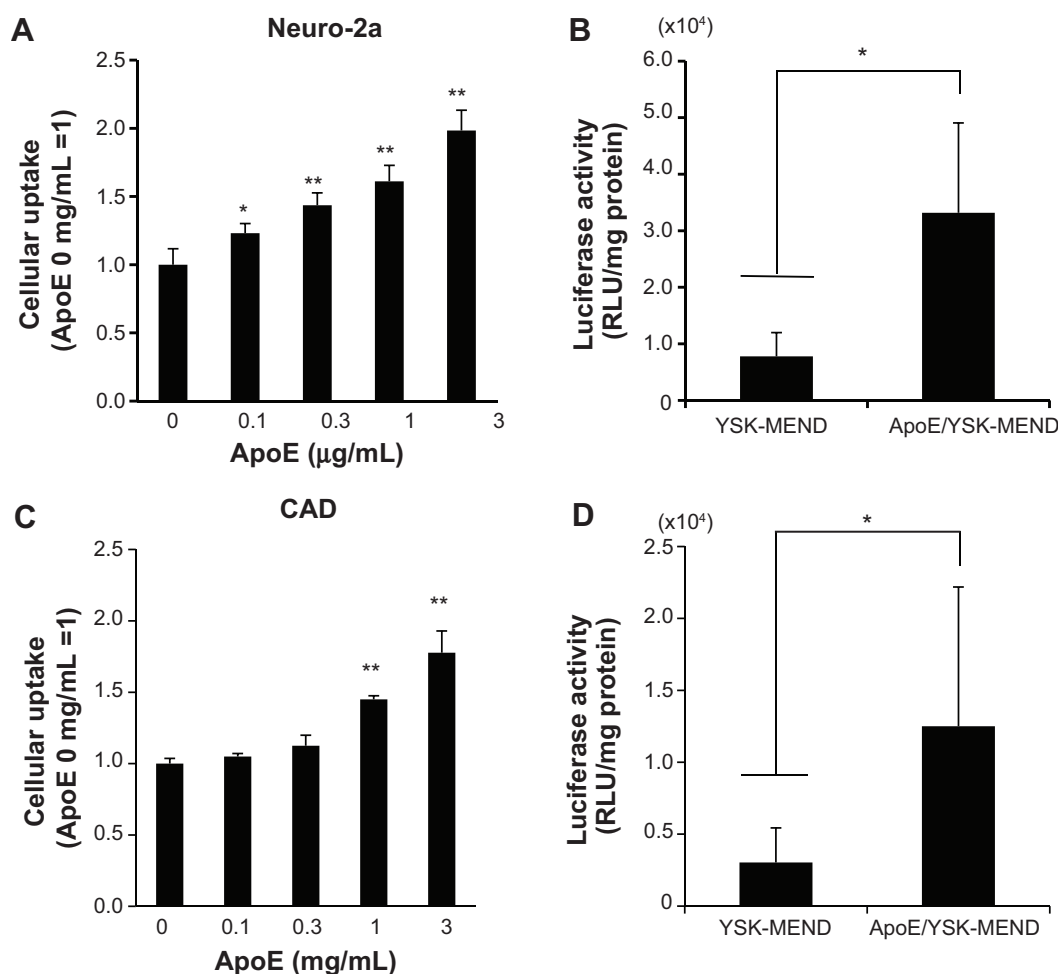 A
Neuro-2a
Cellular uptake
(ApoE 0 mg/mL =1)
2.5
2.0
1.5
1.0
0.5
0.0
*
**
**
**
0 0.1 0.3 1 3
ApoE (μg/mL)
B
(x10⁴)
Luciferase activity
(RLU/mg protein)
6.0
5.0
4.0
3.0
2.0
1.0
0
*
YSK-MEND ApoE/YSK-MEND
C
CAD
Cellular uptake
(ApoE 0 mg/mL =1)
2.5
2.0
1.5
1.0
0.5
0.0
**
**
0 0.1 0.3 1 3
ApoE (mg/mL)
D
(x10⁴)
Luciferase activity
(RLU/mg protein)
2.5
2.0
1.5
1.0
0.5
0
*
YSK-MEND ApoE/YSK-MEND